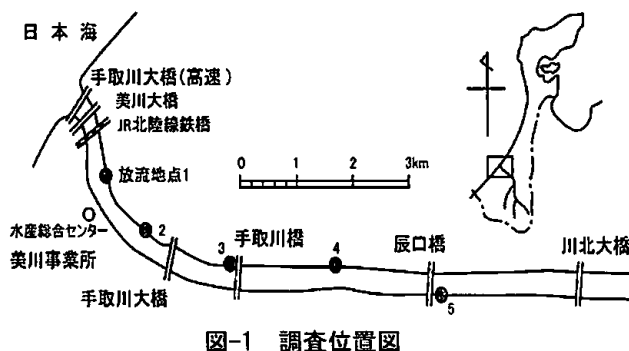 日本海
手取川大橋(高速)
美川大橋
JR北陸線鉄橋
0 1 2 3km
放流地点1
水産総合センター
美川事業所
2
手取川大橋
3
手取川橋
4
辰口橋
5
川北大橋
図-1 調査位置図